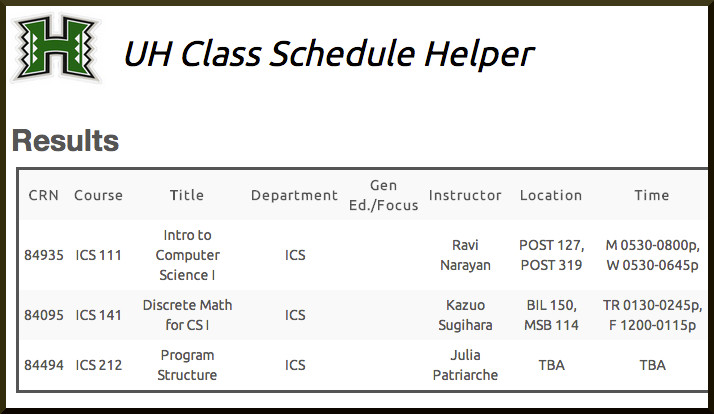 H
UH Class Schedule Helper
Results
CRN Course Title Department Gen Ed./Focus Instructor Location Time
84935 ICS 111 Intro to Computer Science I ICS Ravi Narayan POST 127, POST 319 M 0530-0800p, W 0530-0645p
84095 ICS 141 Discrete Math for CS I ICS Kazuo Sugihara BIL 150, MSB 114 TR 0130-0245p, F 1200-0115p
84494 ICS 212 Program Structure ICS Julia Patriarche TBA TBA